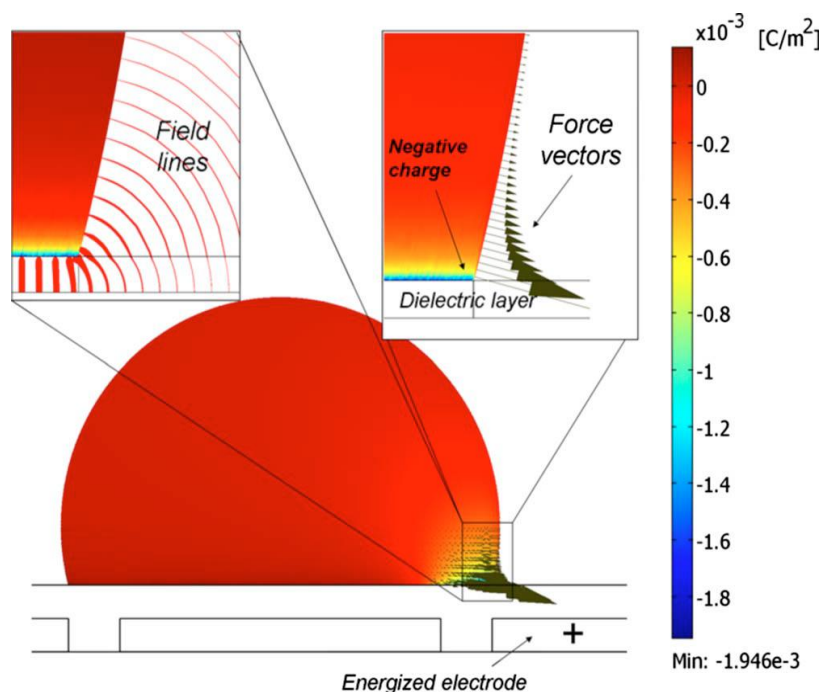 Field
lines
Negative
charge
Force
vectors
Dielectric layer
x10⁻³ [C/m²]
0
-0.2
-0.4
-0.6
-0.8
-1
-1.2
-1.4
-1.6
-1.8
Min: -1.946e-3
+
Energized electrode